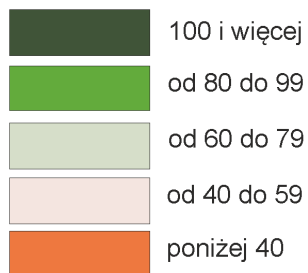 100 i więcej
od 80 do 99
od 60 do 79
od 40 do 59
poniżej 40